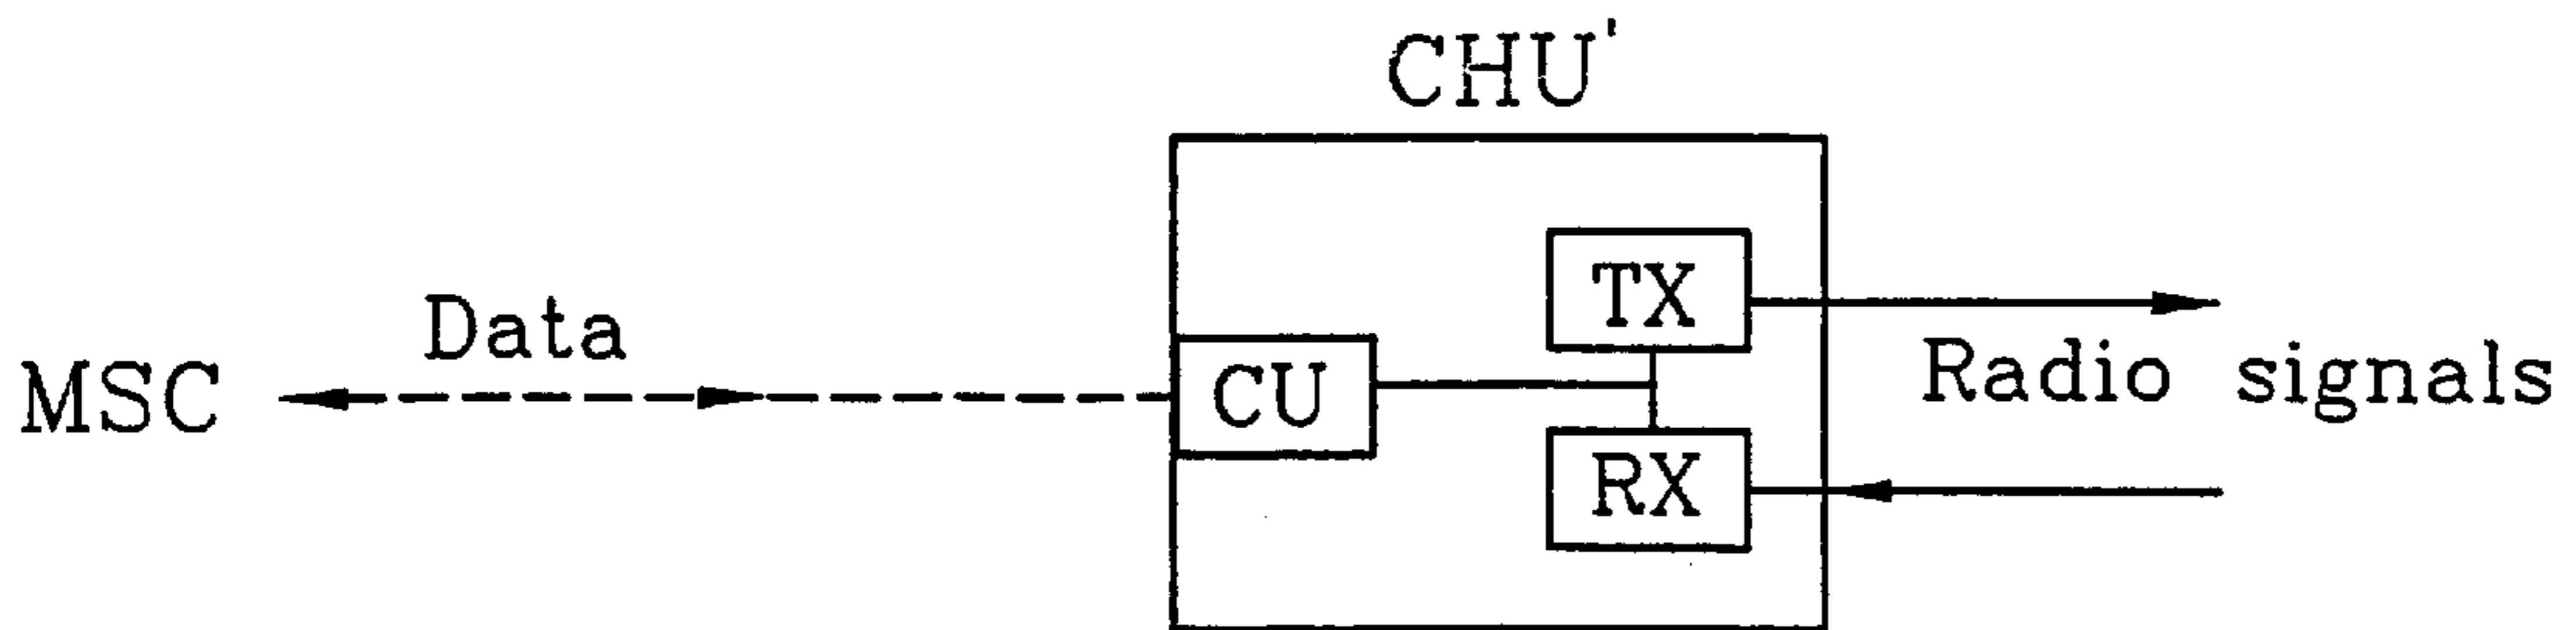 CHU'
TX
Data
Radio signals
MSC
CU
RX